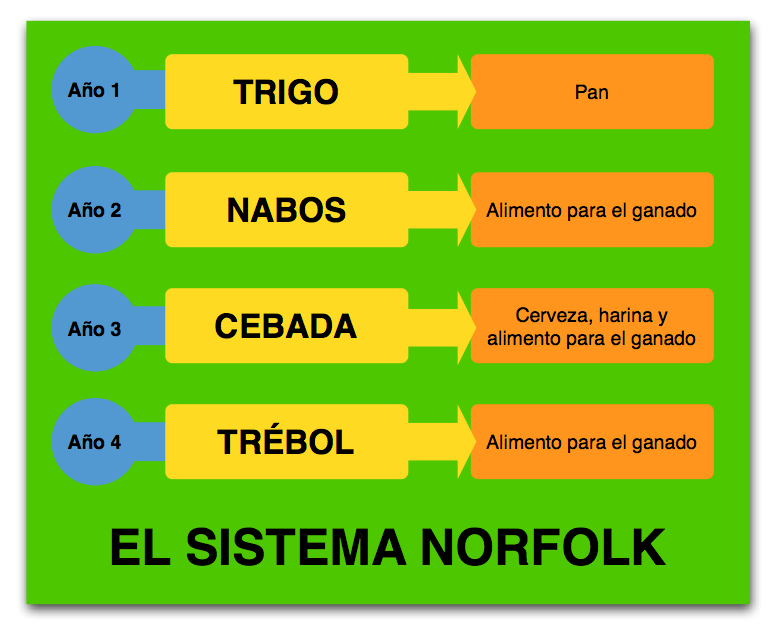 Año 1
TRIGO
Pan
Año 2
NABOS
Alimento para el ganado
Año 3
CEBADA
Cerveza, harina y
alimento para el ganado
Año 4
TRÉBOL
Alimento para el ganado
EL SISTEMA NORFOLK